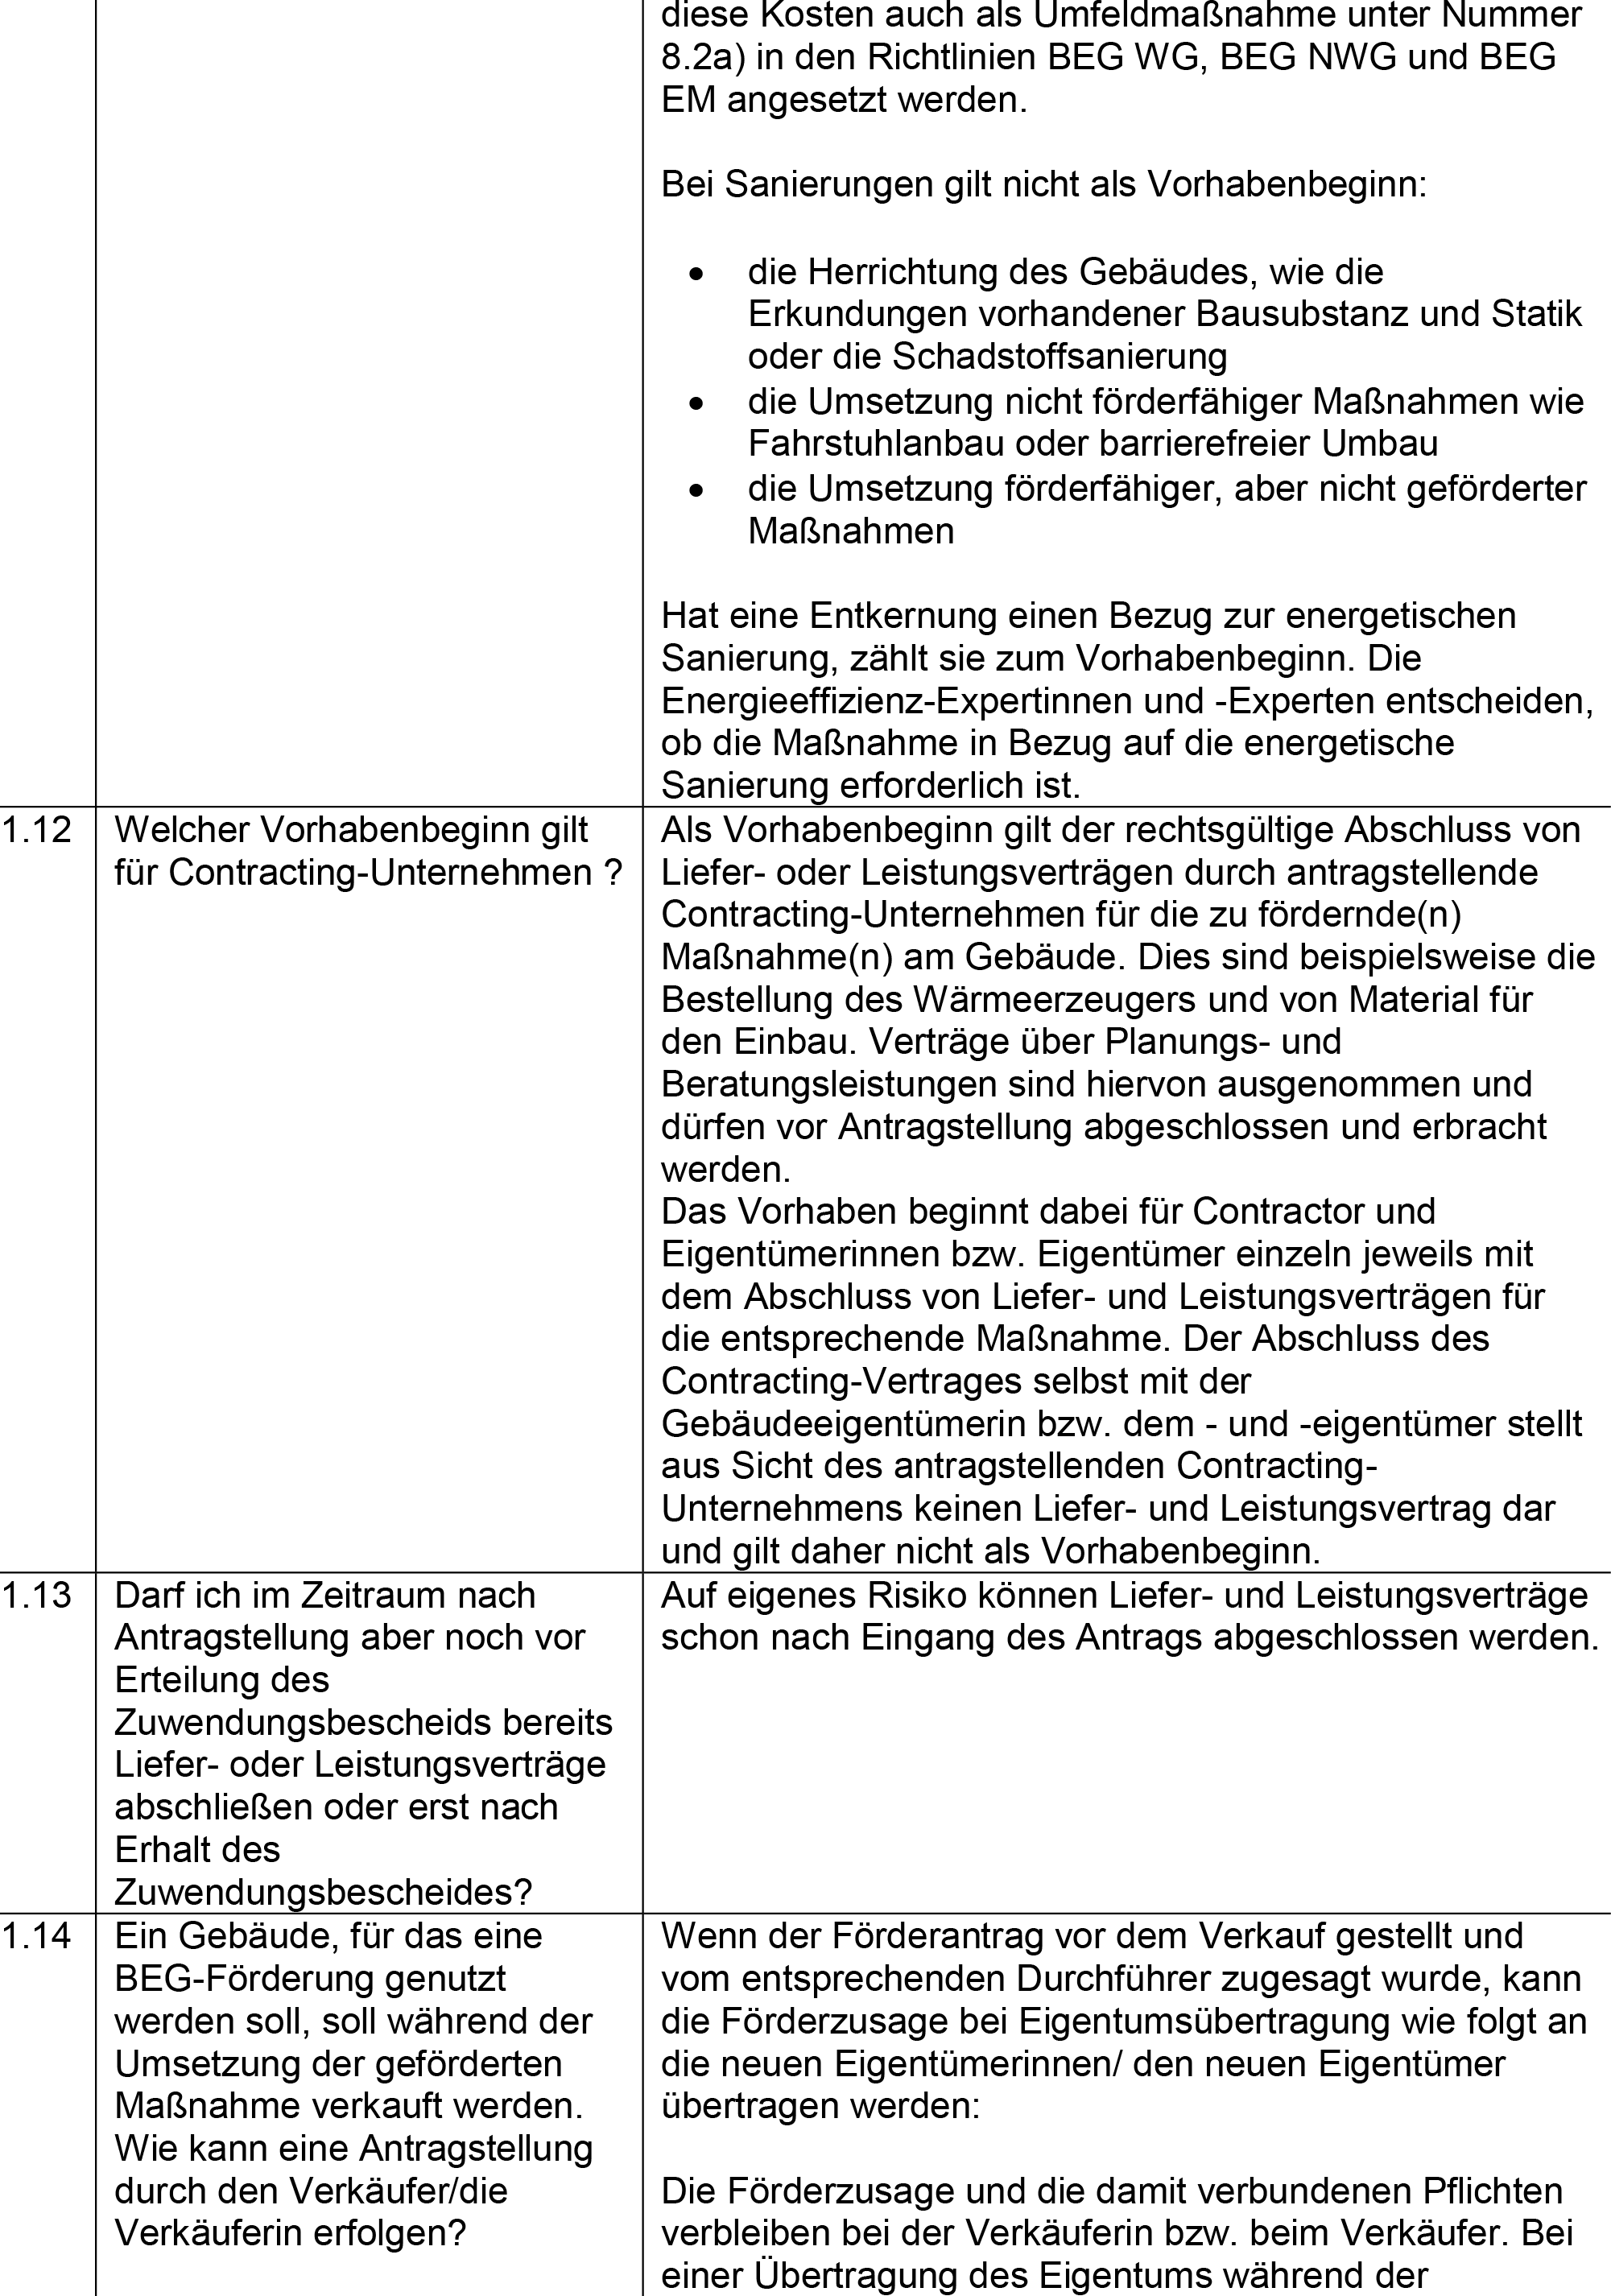 diese Kosten auch als Umfeldmaßnahme unter Nummer
8.2a) in den Richtlinien BEG WG, BEG NWG und BEG
EM angesetzt werden.
Bei Sanierungen gilt nicht als Vorhabenbeginn:
• die Herrichtung des Gebäudes, wie die
Erkundungen vorhandener Bausubstanz und Statik
oder die Schadstoffsanierung
• die Umsetzung nicht förderfähiger Maßnahmen wie
Fahrstuhlanbau oder barrierefreier Umbau
• die Umsetzung förderfähiger, aber nicht geförderter
Maßnahmen
Hat eine Entkernung einen Bezug zur energetischen
Sanierung, zählt sie zum Vorhabenbeginn. Die
Energieeffizienz-Expertinnen und -Experten entscheiden,
ob die Maßnahme in Bezug auf die energetische
Sanierung erforderlich ist.
1.12
Welcher Vorhabenbeginn gilt
für Contracting-Unternehmen ?
Als Vorhabenbeginn gilt der rechtsgültige Abschluss von
Liefer- oder Leistungsverträgen durch antragstellende
Contracting-Unternehmen für die zu fördernde(n)
Maßnahme(n) am Gebäude. Dies sind beispielsweise die
Bestellung des Wärmeerzeugers und von Material für
den Einbau. Verträge über Planungs- und
Beratungsleistungen sind hiervon ausgenommen und
dürfen vor Antragstellung abgeschlossen und erbracht
werden.
Das Vorhaben beginnt dabei für Contractor und
Eigentümerinnen bzw. Eigentümer einzeln jeweils mit
dem Abschluss von Liefer- und Leistungsverträgen für
die entsprechende Maßnahme. Der Abschluss des
Contracting-Vertrages selbst mit der
Gebäudeeigentümerin bzw. dem - und -eigentümer stellt
aus Sicht des antragstellenden Contracting-
Unternehmens keinen Liefer- und Leistungsvertrag dar
und gilt daher nicht als Vorhabenbeginn.
1.13
Darf ich im Zeitraum nach
Antragstellung aber noch vor
Erteilung des
Zuwendungsbescheids bereits
Liefer- oder Leistungsverträge
abschließen oder erst nach
Erhalt des
Zuwendungsbescheides?
Auf eigenes Risiko können Liefer- und Leistungsverträge
schon nach Eingang des Antrags abgeschlossen werden.
1.14
Ein Gebäude, für das eine
BEG-Förderung genutzt
werden soll, soll während der
Umsetzung der geförderten
Maßnahme verkauft werden.
Wie kann eine Antragstellung
durch den Verkäufer/die
Verkäuferin erfolgen?
Wenn der Förderantrag vor dem Verkauf gestellt und
vom entsprechenden Durchführer zugesagt wurde, kann
die Förderzusage bei Eigentumsübertragung wie folgt an
die neuen Eigentümerinnen/ den neuen Eigentümer
übertragen werden:
Die Förderzusage und die damit verbundenen Pflichten
verbleiben bei der Verkäuferin bzw. beim Verkäufer. Bei
einer Übertragung des Eigentums während der